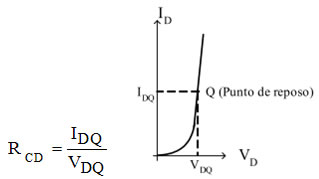 I_D
I_DQ
Q (Punto de reposo)
R_CD = I_DQ / V_DQ
V_DQ
V_D